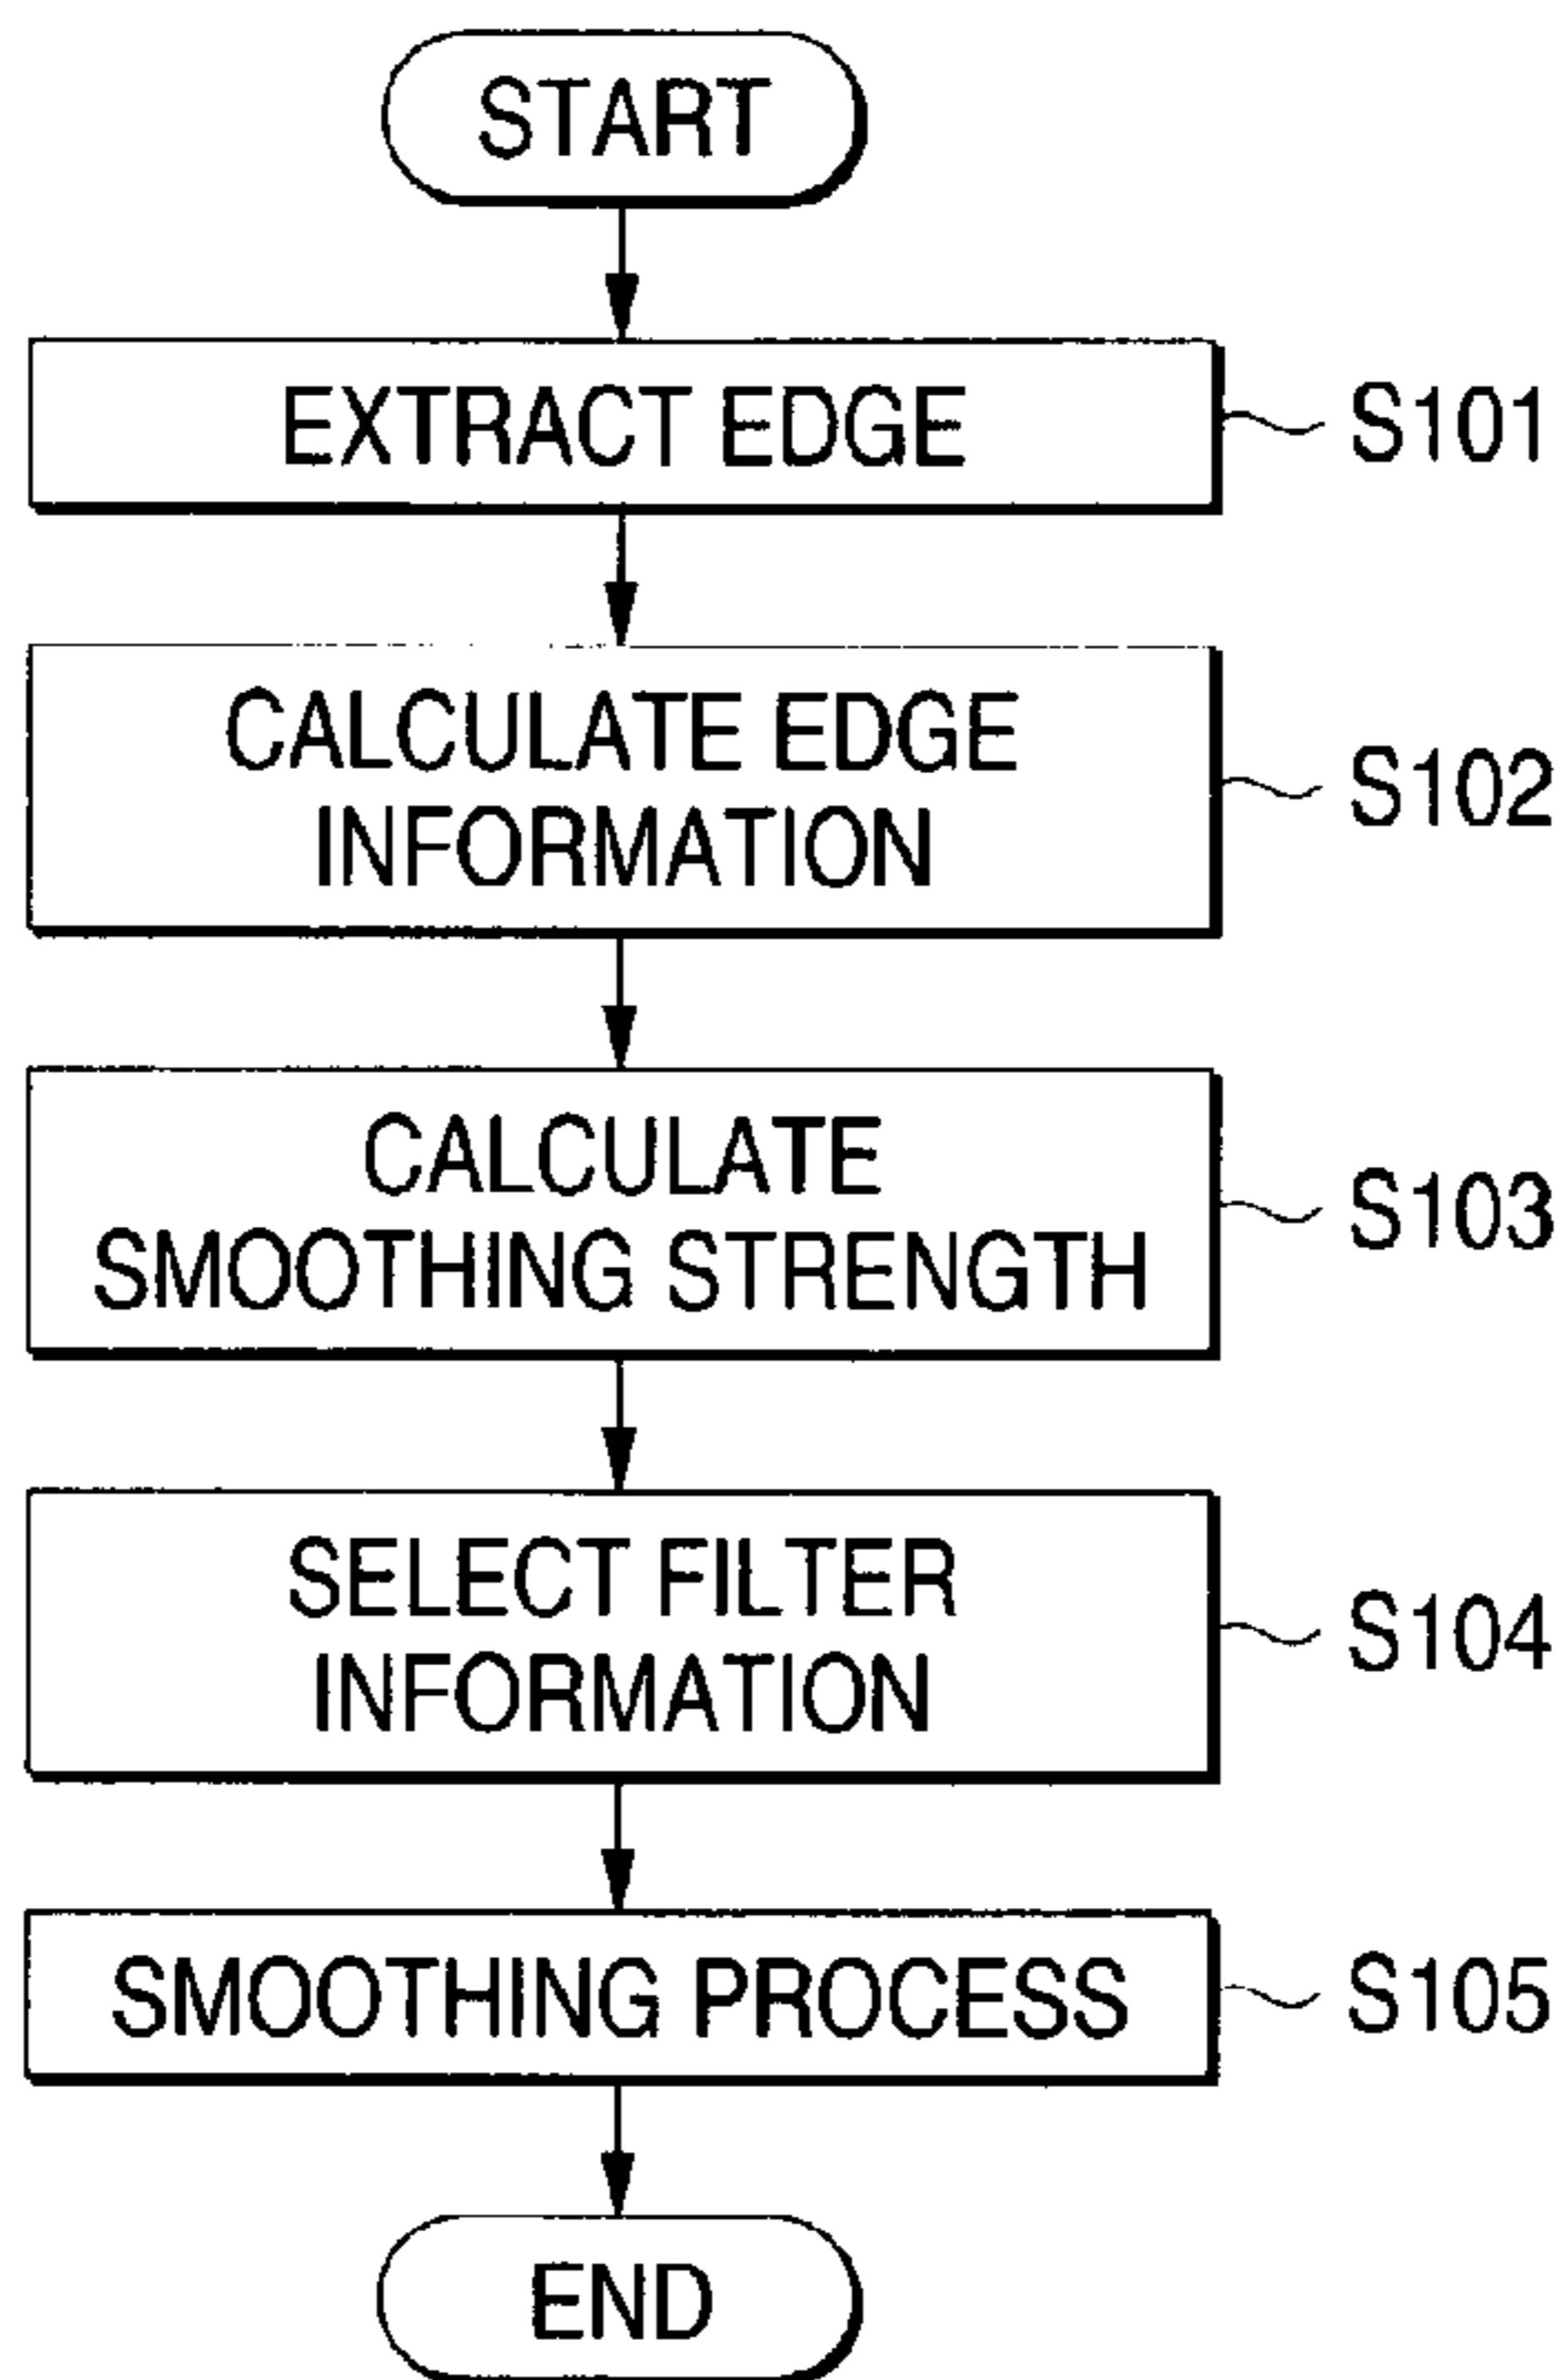 START
EXTRACT EDGE
S101
CALCULATE EDGE
INFORMATION
S102
CALCULATE
SMOOTHING STRENGTH
S103
SELECT FILTER
INFORMATION
S104
SMOOTHING PROCESS
S105
END